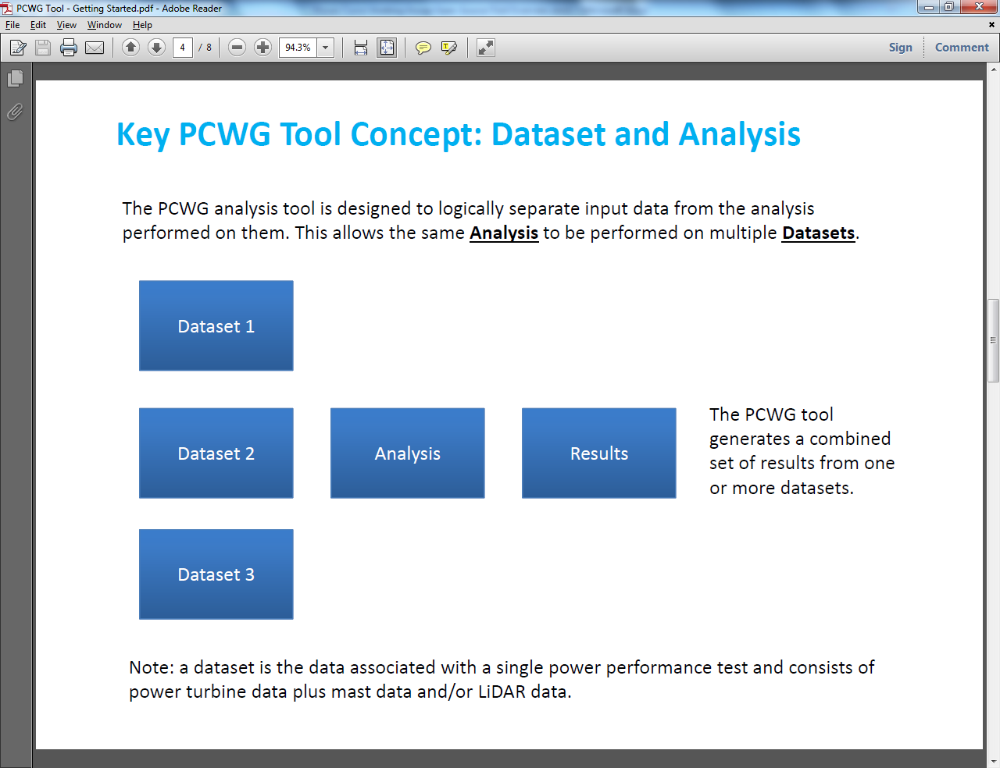 PCWG Tool - Getting Started.pdf - Adobe Reader
File Edit View Window Help
4 / 8 94.3% Sign Comment
Key PCWG Tool Concept: Dataset and Analysis
The PCWG analysis tool is designed to logically separate input data from the analysis
performed on them. This allows the same Analysis to be performed on multiple Datasets.
Dataset 1
Dataset 2
Analysis
Results
The PCWG tool
generates a combined
set of results from one
or more datasets.
Dataset 3
Note: a dataset is the data associated with a single power performance test and consists of
power turbine data plus mast data and/or LiDAR data.